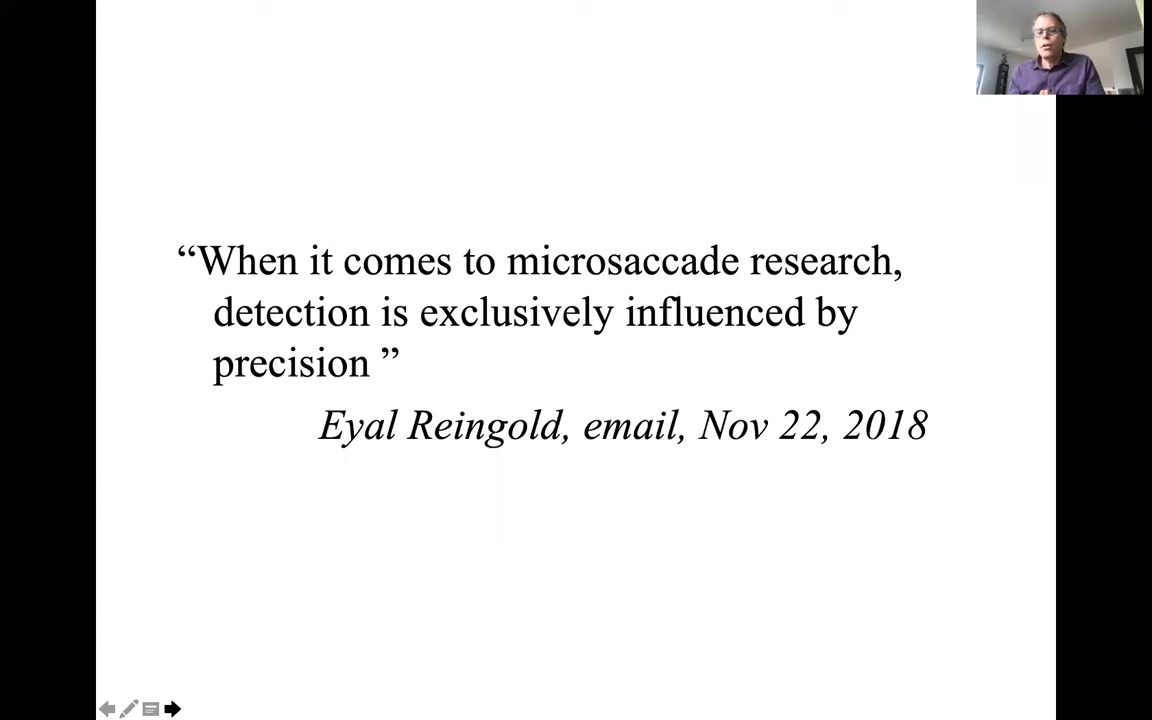 “When it comes to microsaccade research,
detection is exclusively influenced by
precision ”
Eyal Reingold, email, Nov 22, 2018